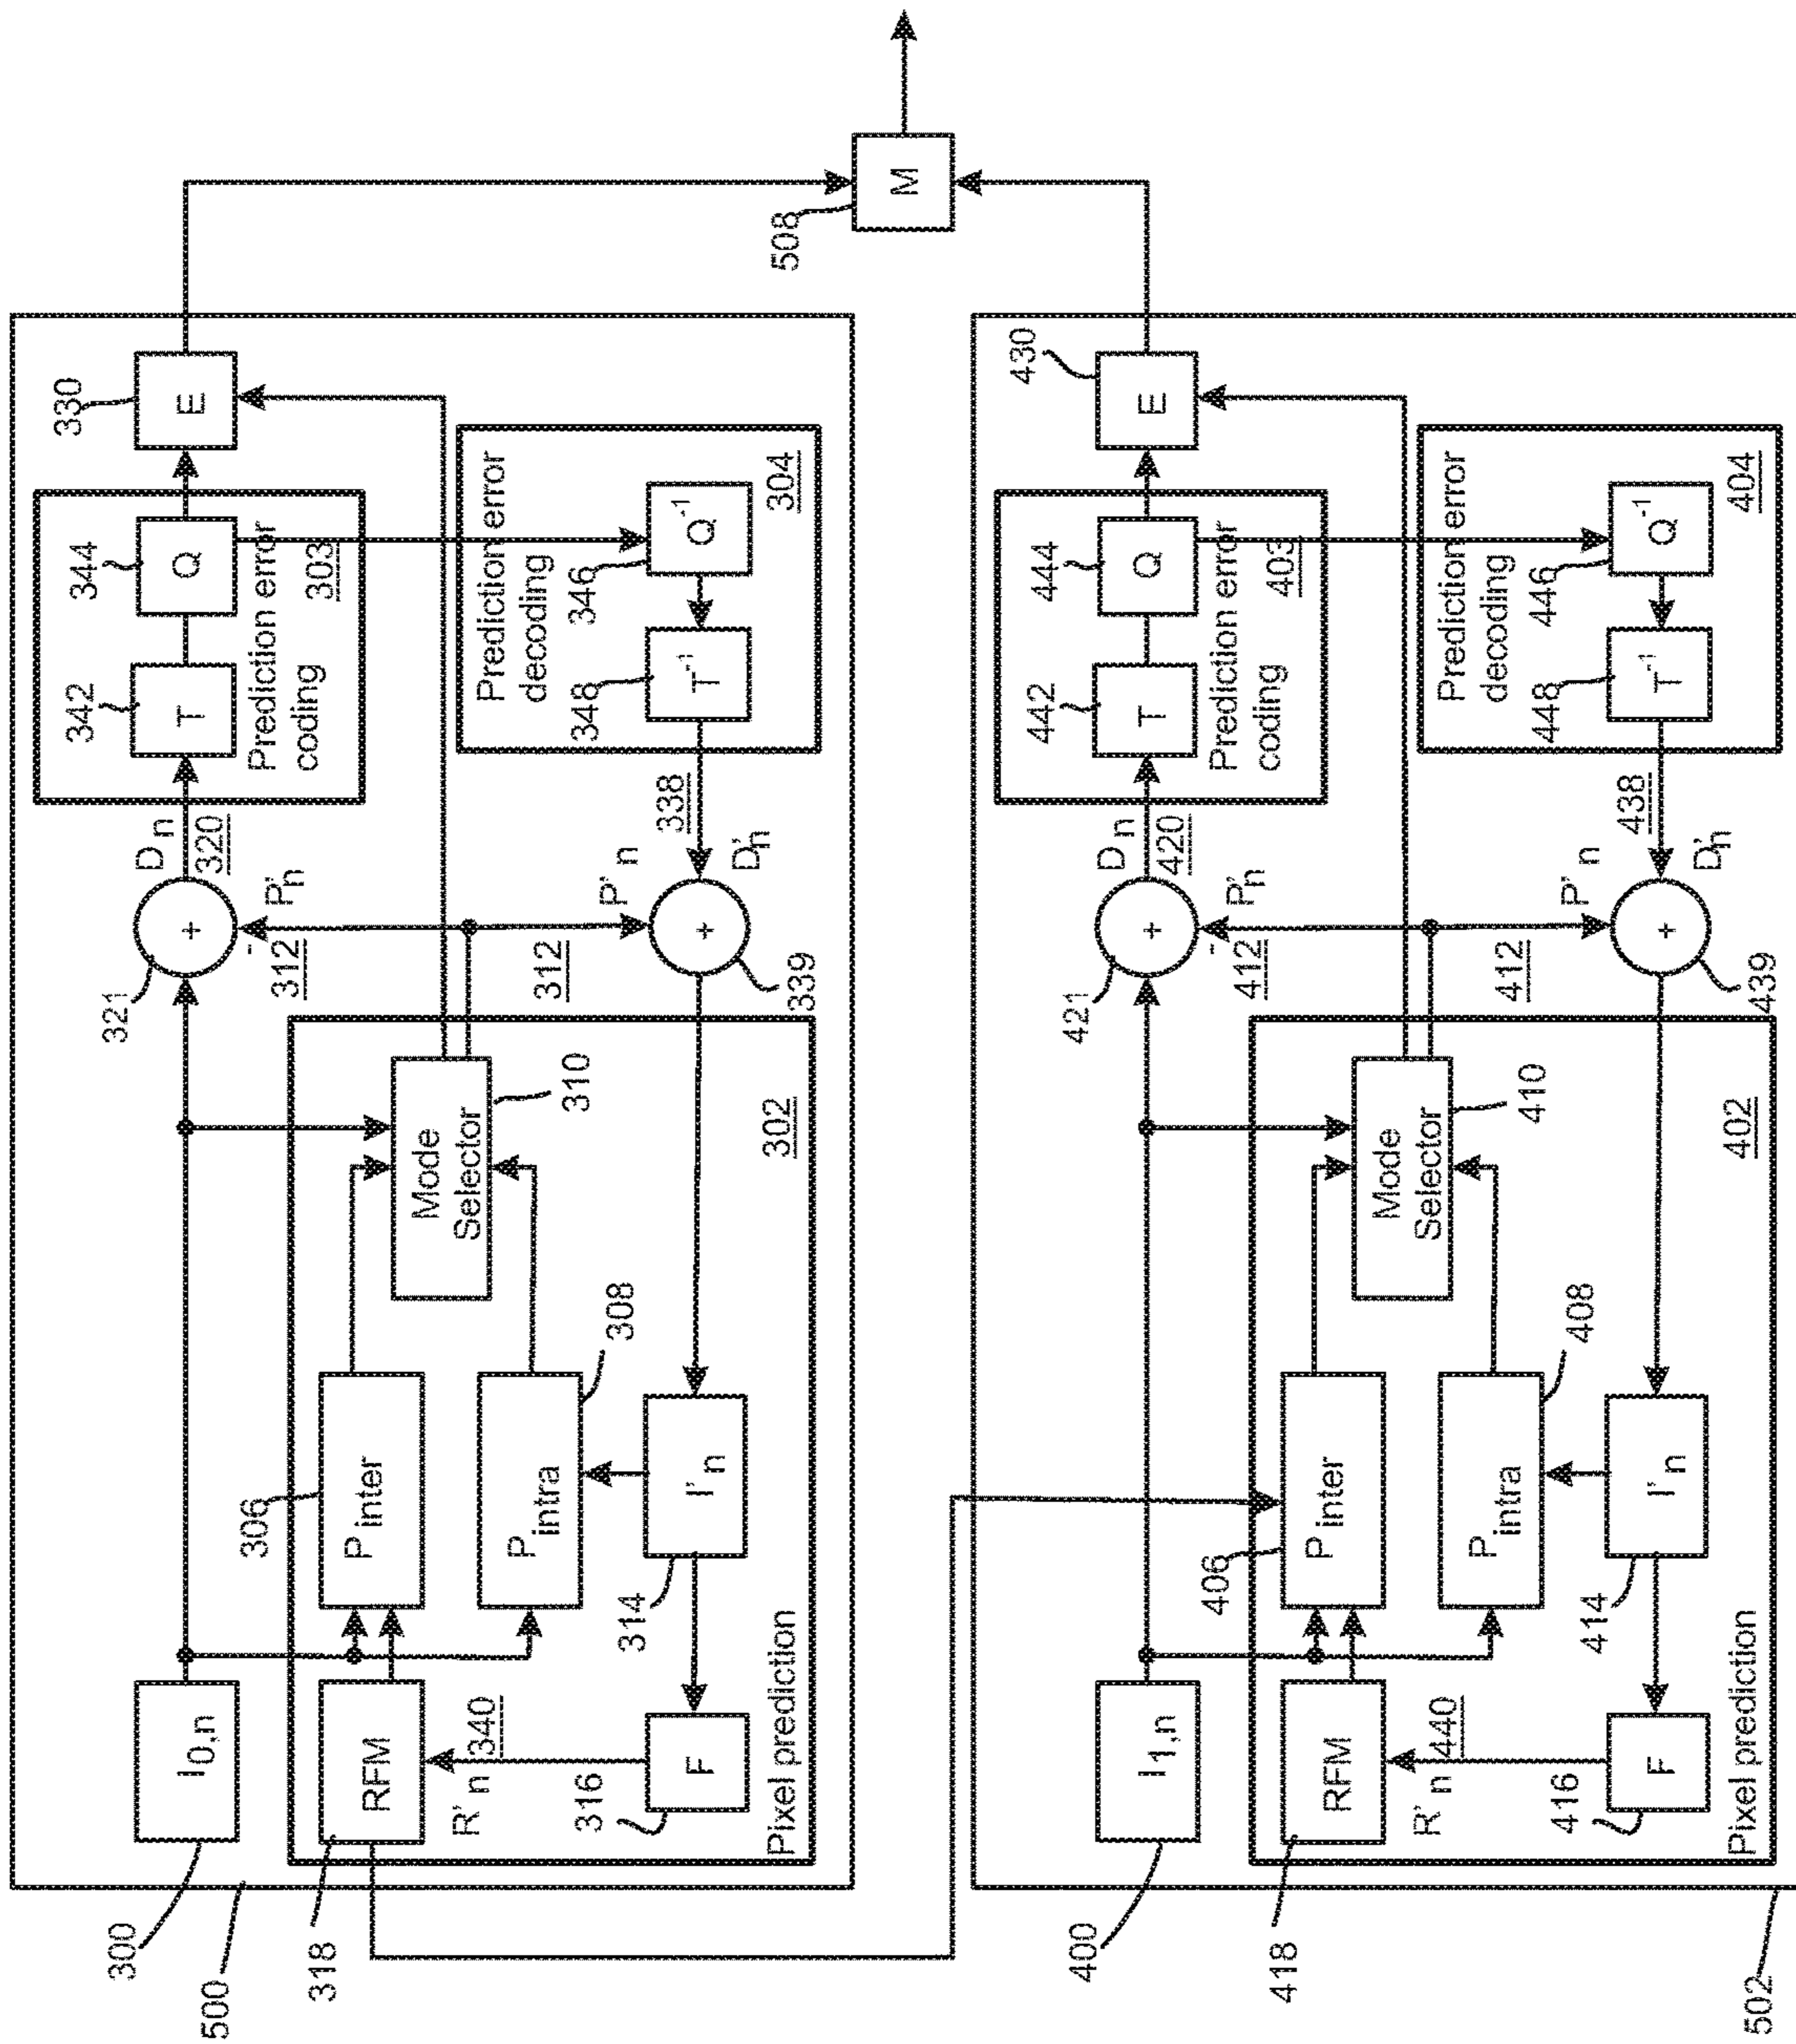 300
I0,n
500
321
+
Dn
320
-
P'n
312
342
T
344
Q
Prediction error
coding
303
330
E
318
RFM
306
P inter
Mode
Selector
310
R'n
340
P intra
308
312
P'n
Prediction error
decoding
304
316
F
314
I'n
302
Pixel prediction
+
339
338
D'n
348
T-1
346
Q-1
508
M
400
I1,n
421
+
Dn
420
-
P'n
412
442
T
444
Q
Prediction error
coding
403
430
E
418
RFM
406
P inter
Mode
Selector
410
R'n
440
P intra
408
412
P'n
Prediction error
decoding
404
416
F
414
I'n
402
Pixel prediction
+
439
438
D'n
448
T-1
446
Q-1
502